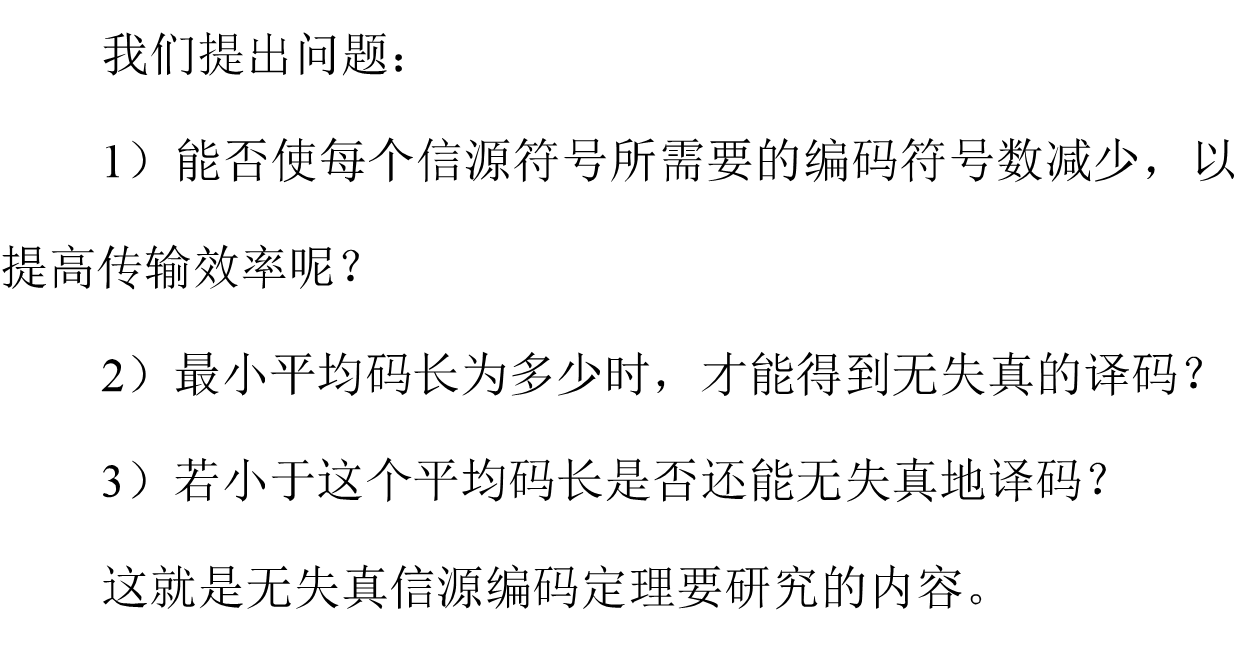 我们提出问题：
1）能否使每个信源符号所需要的编码符号数减少，以
提高传输效率呢？
2）最小平均码长为多少时，才能得到无失真的译码？
3）若小于这个平均码长是否还能无失真地译码？
这就是无失真信源编码定理要研究的内容。